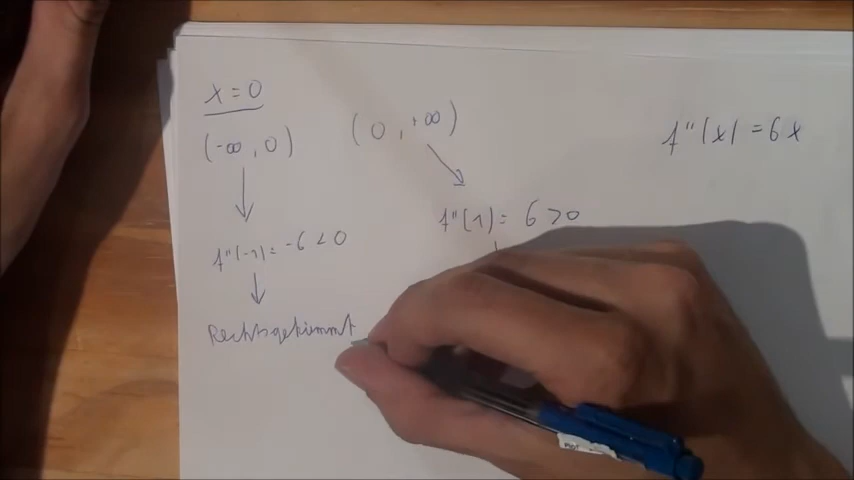 x = 0
(-∞, 0)
(0, +∞)
f''(x) = 6x
f''(1) = 6 > 0
f''(-1) = -6 < 0
Rechtsgekrümmt